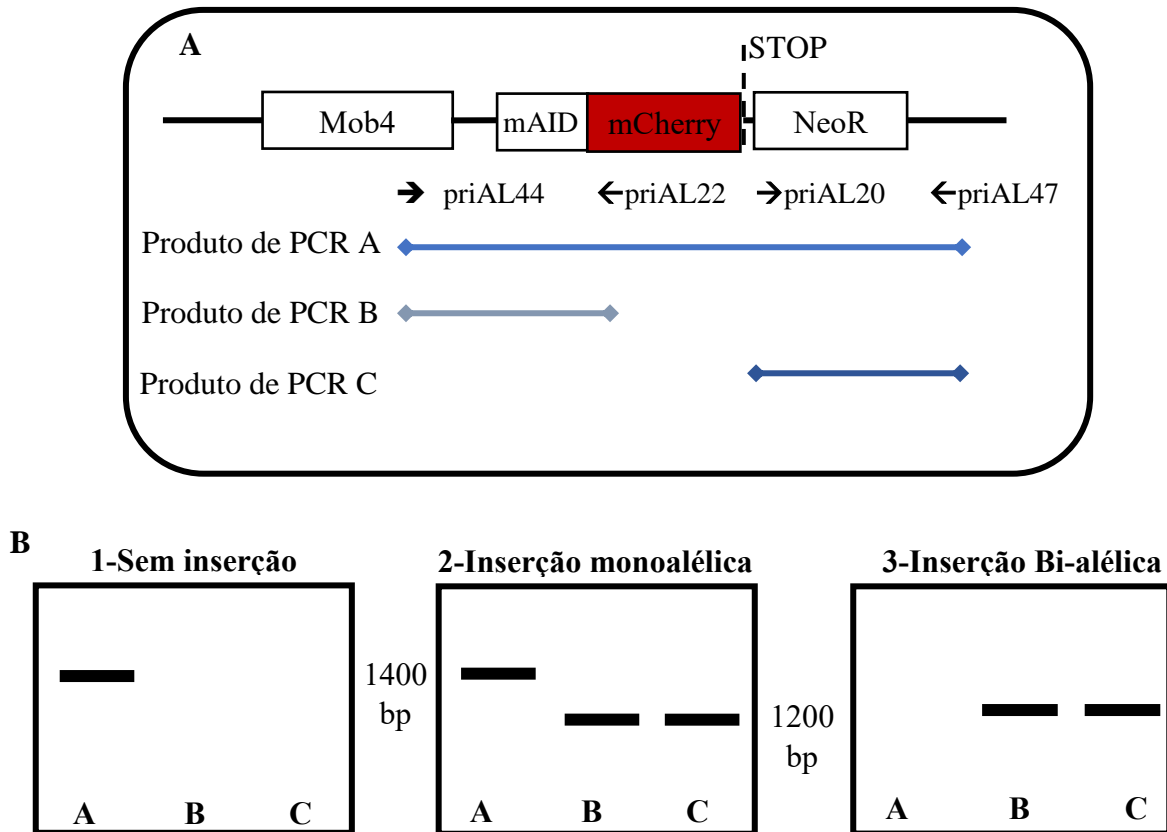 A
STOP
Mob4
mAID
mCherry
NeoR
priAL44
priAL22
priAL20
priAL47
Produto de PCR A
Produto de PCR B
Produto de PCR C
B
1-Sem inserção
2-Inserção monoalélica
3-Inserção Bi-alélica
1400
bp
1200
bp
A B C
A B C
A B C